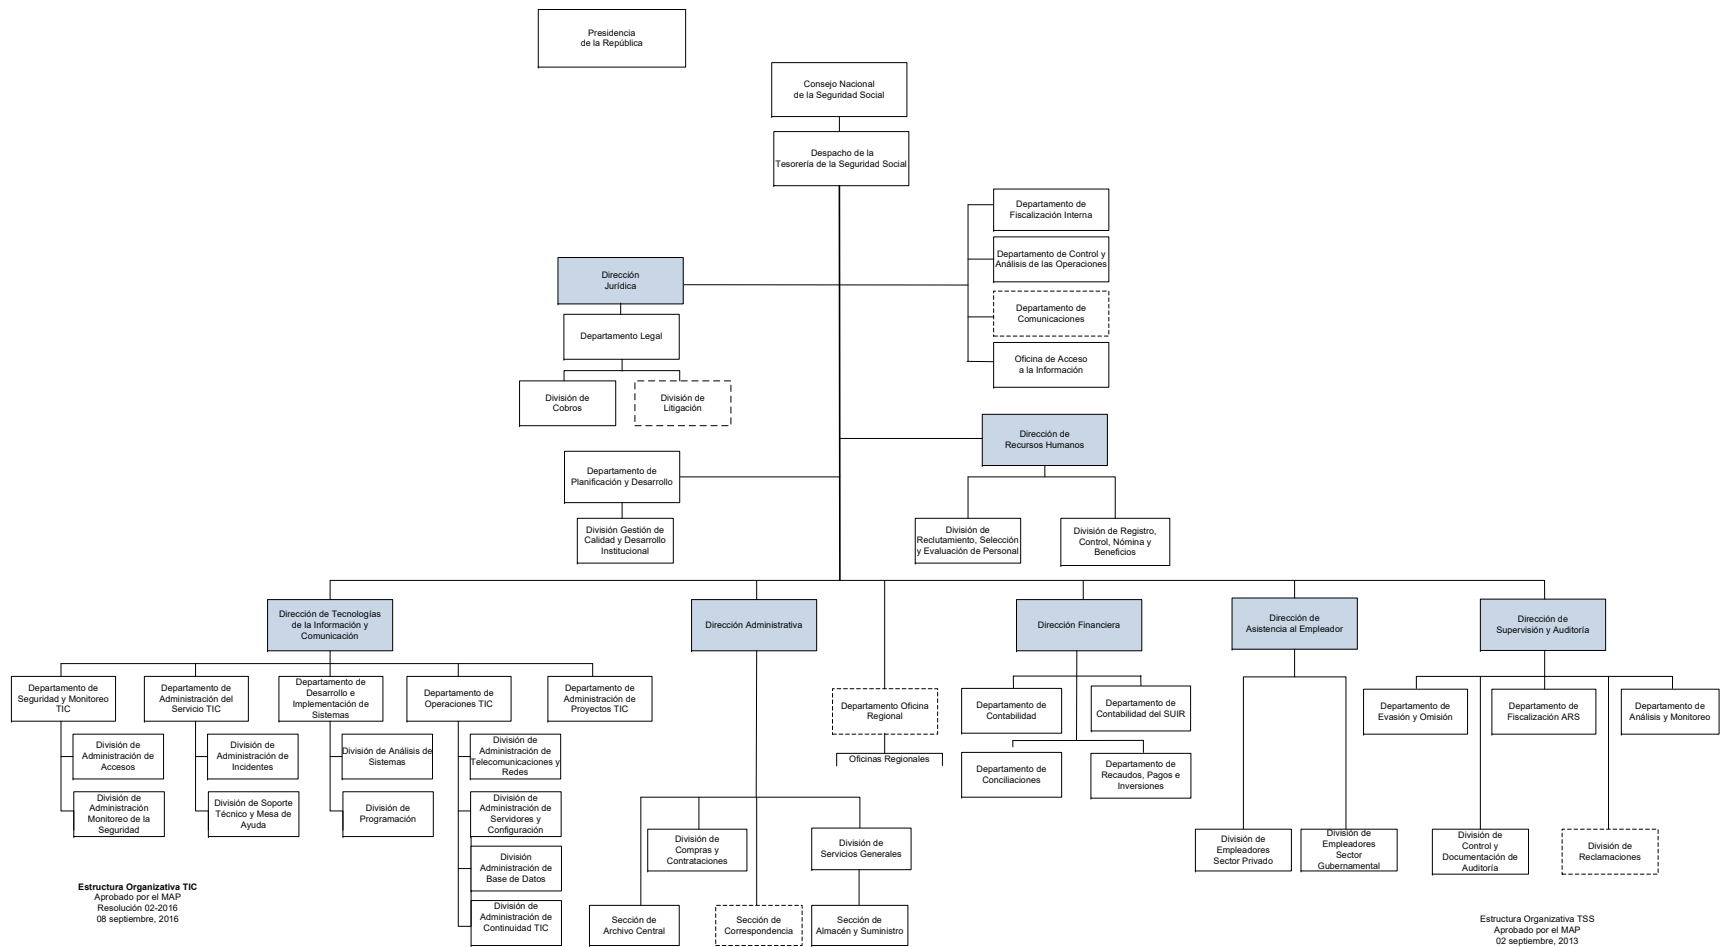 Presidencia
de la República
Consejo Nacional
de la Seguridad Social
Despacho de la
Tesorería de la Seguridad Social
Departamento de
Fiscalización Interna
Departamento de Control y
Análisis de las Operaciones
Dirección
Jurídica
Departamento de
Comunicaciones
Departamento Legal
Oficina de Acceso
a la Información
División de
Cobros
División de
Litigación
Dirección de
Recursos Humanos
Departamento de
Planificación y Desarrollo
División Gestión de
Calidad y Desarrollo
Institucional
División de
Reclutamiento, Selección
y Evaluación de Personal
División de Registro,
Control, Nómina y
Beneficios
Dirección de Tecnologías
de la Información y
Comunicación
Dirección Administrativa
Dirección Financiera
Dirección de
Asistencia al Empleador
Dirección de
Supervisión y Auditoría
Departamento de
Seguridad y Monitoreo
TIC
Departamento de
Administración del
Servicio TIC
Departamento de
Desarrollo e
Implementación de
Sistemas
Departamento de
Operaciones TIC
Departamento de
Administración de
Proyectos TIC
Departamento Oficina
Regional
Oficinas Regionales
Departamento de
Contabilidad
Departamento de
Contabilidad del SUIR
Departamento de
Conciliaciones
Departamento de
Recaudos, Pagos e
Inversiones
Departamento de
Evasión y Omisión
Departamento de
Fiscalización ARS
Departamento de
Análisis y Monitoreo
División de
Administración de
Accesos
División de
Administración de
Incidentes
División de Análisis de
Sistemas
División de
Administración de
Telecomunicaciones y
Redes
División de
Administración
Monitoreo de la
Seguridad
División de Soporte
Técnico y Mesa de
Ayuda
División de
Programación
División de
Administración de
Servidores y
Configuración
División
Administración de
Base de Datos
División de
Administración de
Continuidad TIC
División de
Compras y
Contrataciones
División de
Servicios Generales
División de
Empleadores
Sector Privado
División de
Empleadores
Sector
Gubernamental
División de
Control y
Documentación de
Auditoría
División de
Reclamaciones
Sección de
Archivo Central
Sección de
Correspondencia
Sección de
Almacén y Suministro
Estructura Organizativa TIC
Aprobado por el MAP
Resolución 02-2016
08 septiembre, 2016
Estructura Organizativa TSS
Aprobado por el MAP
02 septiembre, 2013